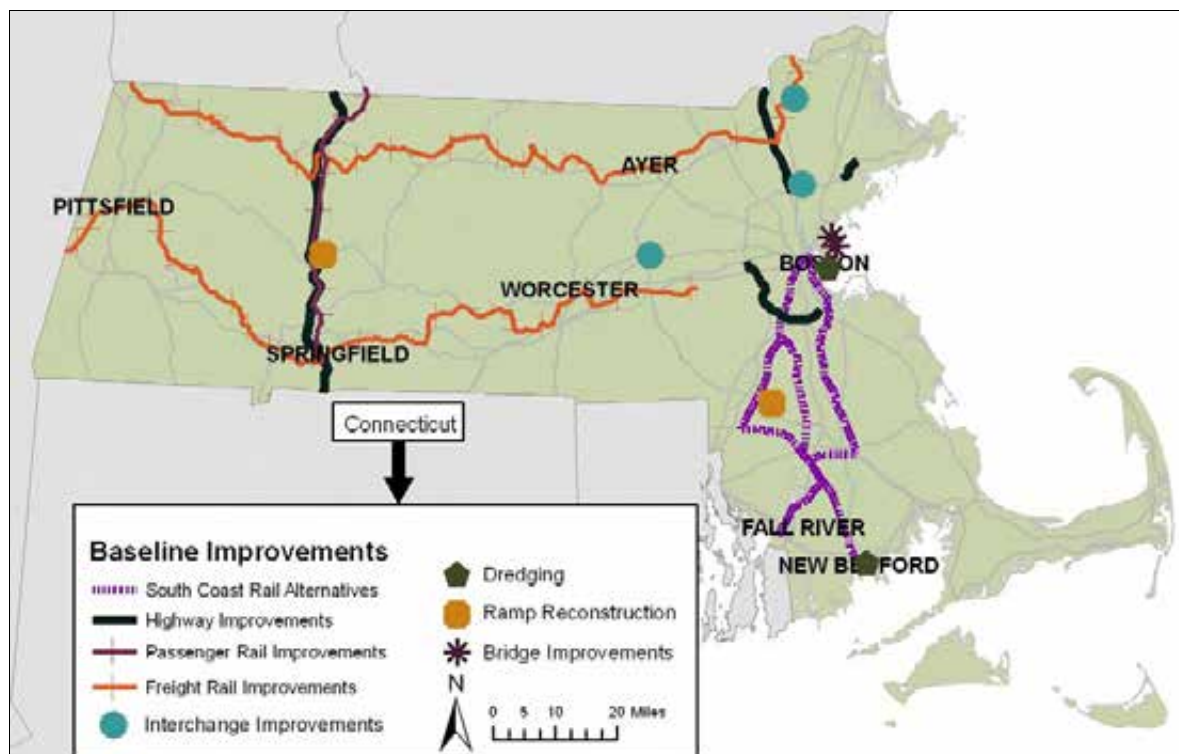 AYER
PITTSFIELD
BOSTON
WORCESTER
SPRINGFIELD
Connecticut
FALL RIVER
NEW BEDFORD
Baseline Improvements
South Coast Rail Alternatives
Highway Improvements
Passenger Rail Improvements
Freight Rail Improvements
Interchange Improvements
Dredging
Ramp Reconstruction
Bridge Improvements
N
0 5 10 20 Miles